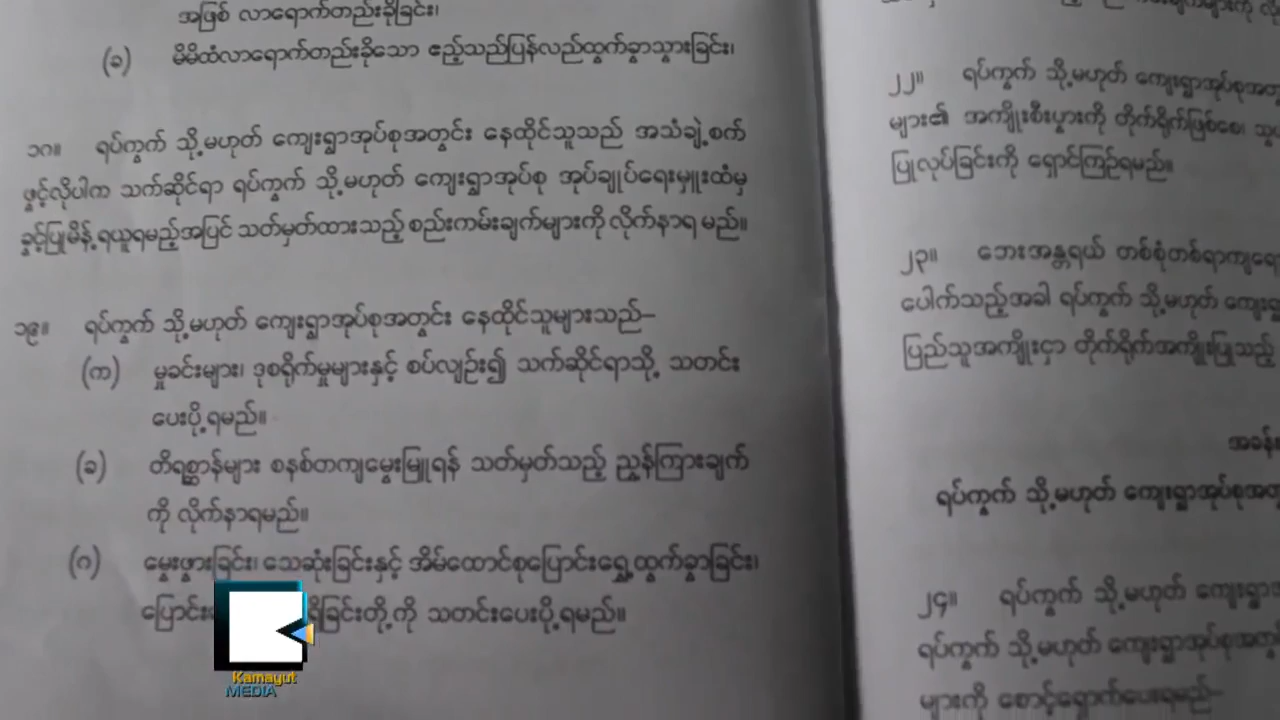 အဖြစ် လာရောက်တည်းခိုခြင်း၊
(ခ) မိမိထံလာရောက်တည်းခိုသော ဧည့်သည်ပြန်လည်ထွက်ခွာသွားခြင်း၊
၁၈။ ရပ်ကွက် သို့မဟုတ် ကျေးရွာအုပ်စုအတွင်း နေထိုင်သူသည် အသံချဲ့စက်
ဖွင့်လိုပါက သက်ဆိုင်ရာ ရပ်ကွက် သို့မဟုတ် ကျေးရွာအုပ်စု အုပ်ချုပ်ရေးမှူးထံမှ
ခွင့်ပြုမိန့် ရယူရမည့်အပြင် သတ်မှတ်ထားသည့် စည်းကမ်းချက်များကို လိုက်နာရ မည်။
၁၉။ ရပ်ကွက် သို့မဟုတ် ကျေးရွာအုပ်စုအတွင်း နေထိုင်သူများသည်–
(က) မှုခင်းများ၊ ဒုစရိုက်မှုများနှင့် စပ်လျဉ်း၍ သက်ဆိုင်ရာသို့ သတင်း
ပေးပို့ရမည်။
(ခ) တိရစ္ဆာန်များ စနစ်တကျမွေးမြူရန် သတ်မှတ်သည့် ညွှန်ကြားချက်
ကို လိုက်နာရမည်။
(ဂ) မွေးဖွားခြင်း၊ သေဆုံးခြင်းနှင့် အိမ်ထောင်စုပြောင်းရွှေ့ထွက်ခွာခြင်း၊
ရှိခြင်းတို့ကို သတင်းပေးပို့ရမည်။
၂၂။ ရပ်ကွက် သို့မဟုတ် ကျေးရွာအုပ်စုအတွ
များ၏ အကျိုးစီးပွားကို တိုက်ရိုက်ဖြစ်စေ၊
ပြုလုပ်ခြင်းကို ရှောင်ကြဉ်ရမည်။
၂၃။ ဘေးအန္တရာယ် တစ်စုံတစ်ရာကျရော
ပေါက်သည့်အခါ ရပ်ကွက် သို့မဟုတ် ကျေးရွ
ပြည်သူအကျိုးငှာ တိုက်ရိုက်အကျိုးပြုသည့်
အခန်း
ရပ်ကွက် သို့မဟုတ် ကျေးရွာအုပ်စုအတွ
၂၄။ ရပ်ကွက် သို့မဟုတ် ကျေးရွာအ
ရပ်ကွက် သို့မဟုတ် ကျေးရွာအုပ်စုအတွ
များကို စောင့်ရှောက်ပေးရမည်–
Kamayut
MEDIA